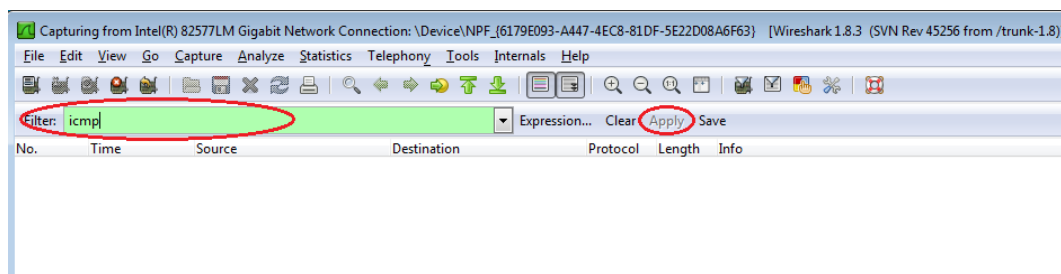 Capturing from Intel(R) 82577LM Gigabit Network Connection: \Device\NPF_{6179E093-A447-4EC8-81DF-5E22D08A6F63} [Wireshark 1.8.3 (SVN Rev 45256 from /trunk-1.8)
File Edit View Go Capture Analyze Statistics Telephony Tools Internals Help
Filter: icmp Expression... Clear Apply Save
No. Time Source Destination Protocol Length Info